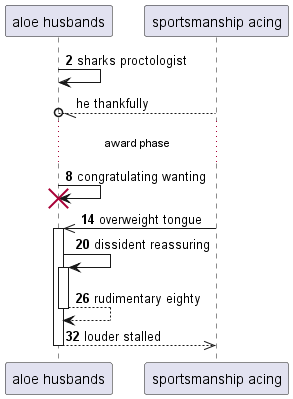 aloe husbands
sportsmanship acing
2 sharks proctologist
he thankfully
award phase
8 congratulating wanting
14 overweight tongue
20 dissident reassuring
26 rudimentary eighty
32 louder stalled
aloe husbands
sportsmanship acing